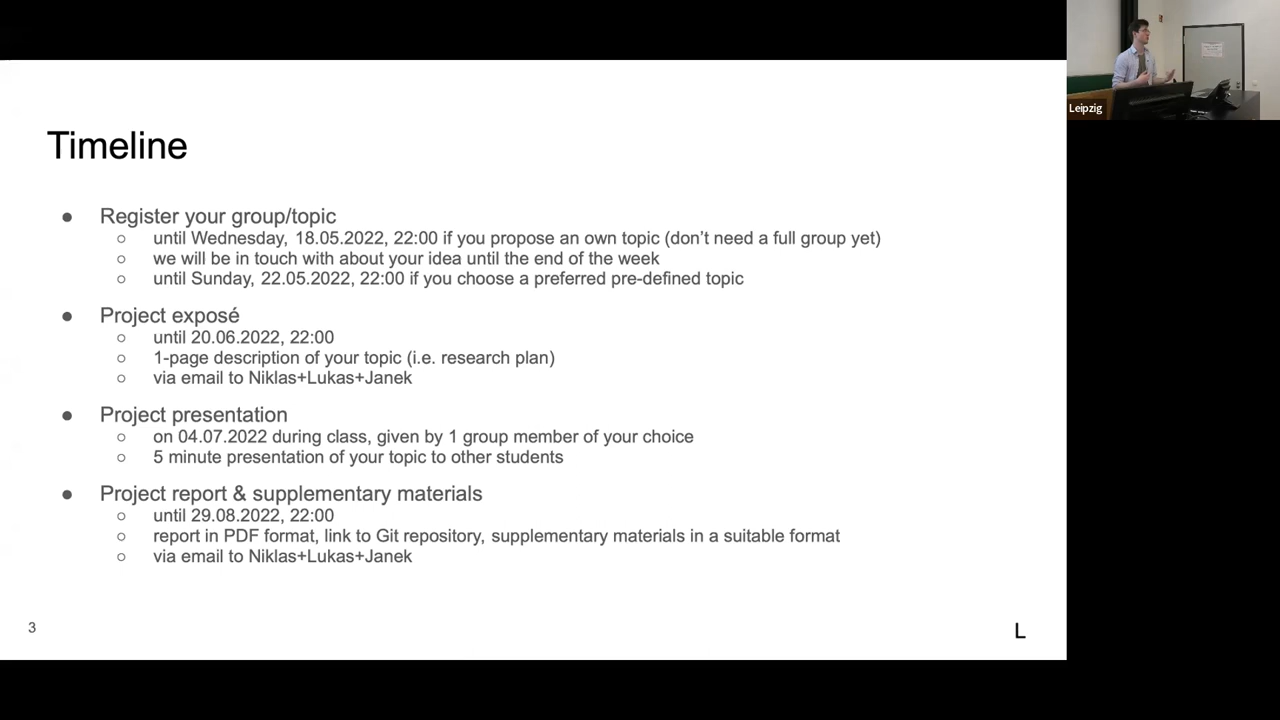 Timeline
● Register your group/topic
○ until Wednesday, 18.05.2022, 22:00 if you propose an own topic (don't need a full group yet)
○ we will be in touch with about your idea until the end of the week
○ until Sunday, 22.05.2022, 22:00 if you choose a preferred pre-defined topic
● Project exposé
○ until 20.06.2022, 22:00
○ 1-page description of your topic (i.e. research plan)
○ via email to Niklas+Lukas+Janek
● Project presentation
○ on 04.07.2022 during class, given by 1 group member of your choice
○ 5 minute presentation of your topic to other students
● Project report & supplementary materials
○ until 29.08.2022, 22:00
○ report in PDF format, link to Git repository, supplementary materials in a suitable format
○ via email to Niklas+Lukas+Janek
3
L
Leipzig